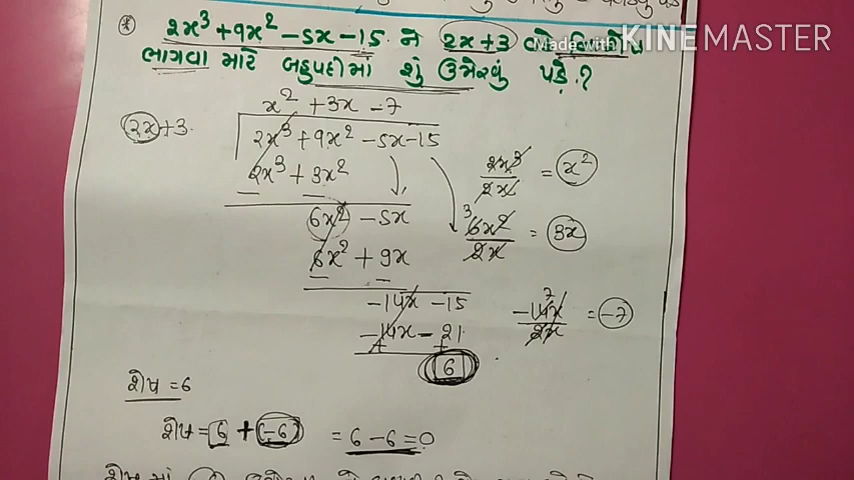 * 2x³ + 9x² – 5x – 15 ને 2x+3 વડે
Made with KINEMASTER
ભાગવા માટે બહુપદીમાં શું ઉમેરવું પડે.?
x² + 3x – 7
2x+3. 2x³ + 9x² – 5x – 15
2x³ + 3x²
2x³/2x = x²
6x² – 5x
6x²/2x 3 = 3x
6x² + 9x
–14x – 15
–14x/2x 7 = –7
–14x – 21
– +
6
શેષ = 6
શેષ = 6 + (–6) = 6 – 6 = 0
શેષ માં